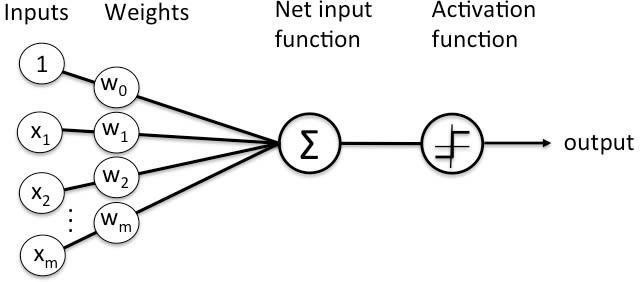 Inputs
Weights
Net input
function
Activation
function
1
w0
x1
w1
x2
w2
⋮
xm
wm
Σ
output